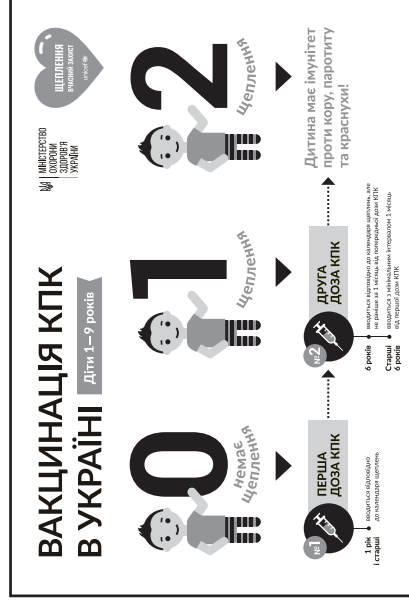 ВАКЦИНАЦІЯ КПК
В УКРАЇНІ
Діти 1—9 років
МІНІСТЕРСТВО
ОХОРОНИ
ЗДОРОВ'Я
УКРАЇНИ
ЩЕПЛЕННЯ
ВЧАСНИЙ ЗАХИСТ
unicef
0
немає
щеплення
1
щеплення
2
щеплення
№1
ПЕРША
ДОЗА КПК
1 рік
і старші
вводиться відповідно
до календаря щеплень
№2
ДРУГА
ДОЗА КПК
6 років
вводиться відповідно до календаря щеплень, але
не раніше за 1 місяць від попередньої дози КПК
Старші
6 років
вводиться з мінімальним інтервалом 1 місяць
від першої дози КПК
Дитина має імунітет
проти кору, паротиту
та краснухи!